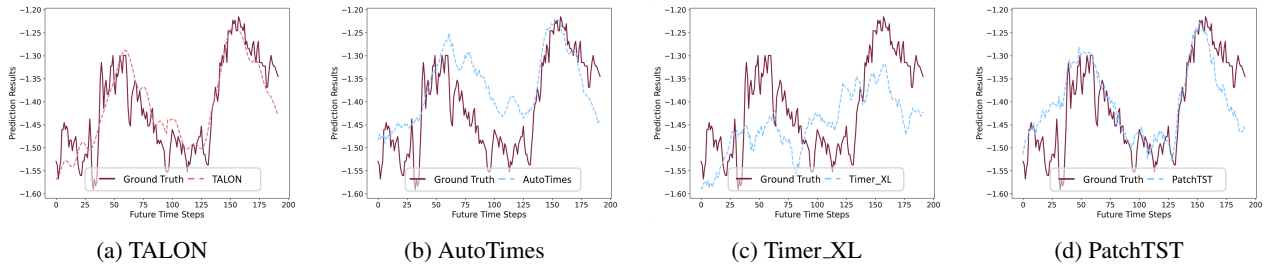 −1.20
−1.25
−1.30
−1.35
−1.40
−1.45
−1.50
−1.55
−1.60
Prediction Results
0 25 50 75 100 125 150 175 200
Future Time Steps
Ground Truth TALON
(a) TALON
−1.20
−1.25
−1.30
−1.35
−1.40
−1.45
−1.50
−1.55
−1.60
Prediction Results
0 25 50 75 100 125 150 175 200
Future Time Steps
Ground Truth AutoTimes
(b) AutoTimes
−1.20
−1.25
−1.30
−1.35
−1.40
−1.45
−1.50
−1.55
−1.60
Prediction Results
0 25 50 75 100 125 150 175 200
Future Time Steps
Ground Truth Timer_XL
(c) Timer_XL
−1.20
−1.25
−1.30
−1.35
−1.40
−1.45
−1.50
−1.55
−1.60
Prediction Results
0 25 50 75 100 125 150 175 200
Future Time Steps
Ground Truth PatchTST
(d) PatchTST